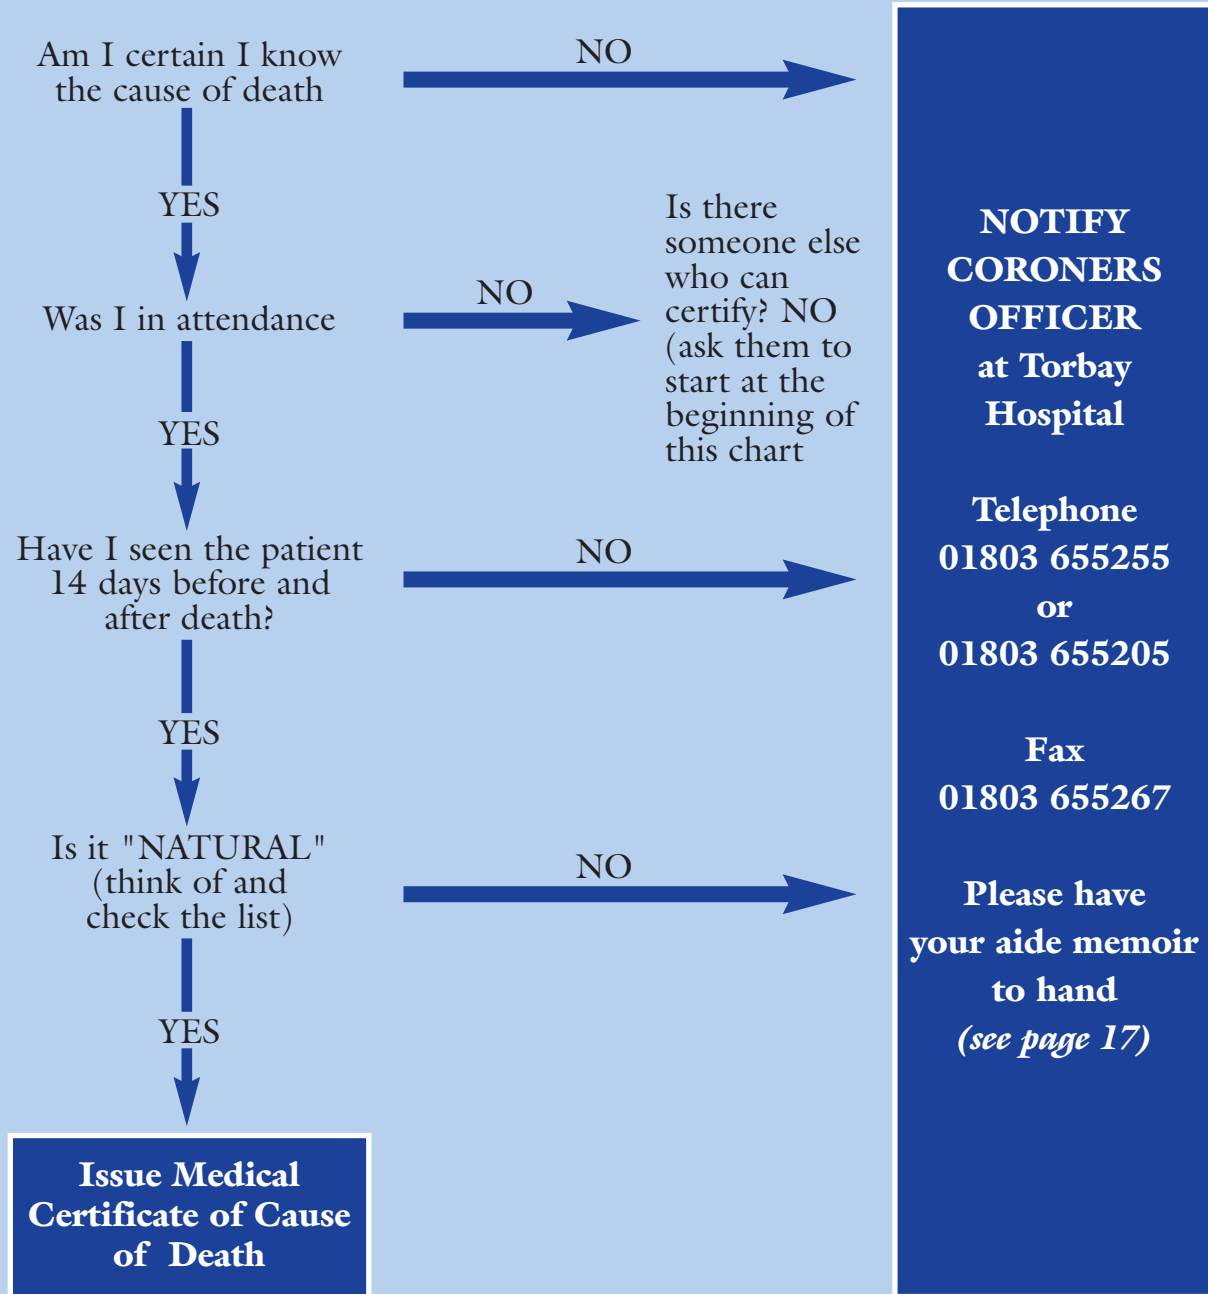 Am I certain I know
the cause of death
NO
YES
Was I in attendance
NO
Is there
someone else
who can
certify? NO
(ask them to
start at the
beginning of
this chart
YES
Have I seen the patient
14 days before and
after death?
NO
YES
Is it "NATURAL"
(think of and
check the list)
NO
YES
Issue Medical
Certificate of Cause
of Death
NOTIFY
CORONERS
OFFICER
at Torbay
Hospital
Telephone
01803 655255
or
01803 655205
Fax
01803 655267
Please have
your aide memoir
to hand
(see page 17)